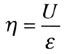 η = U/ε